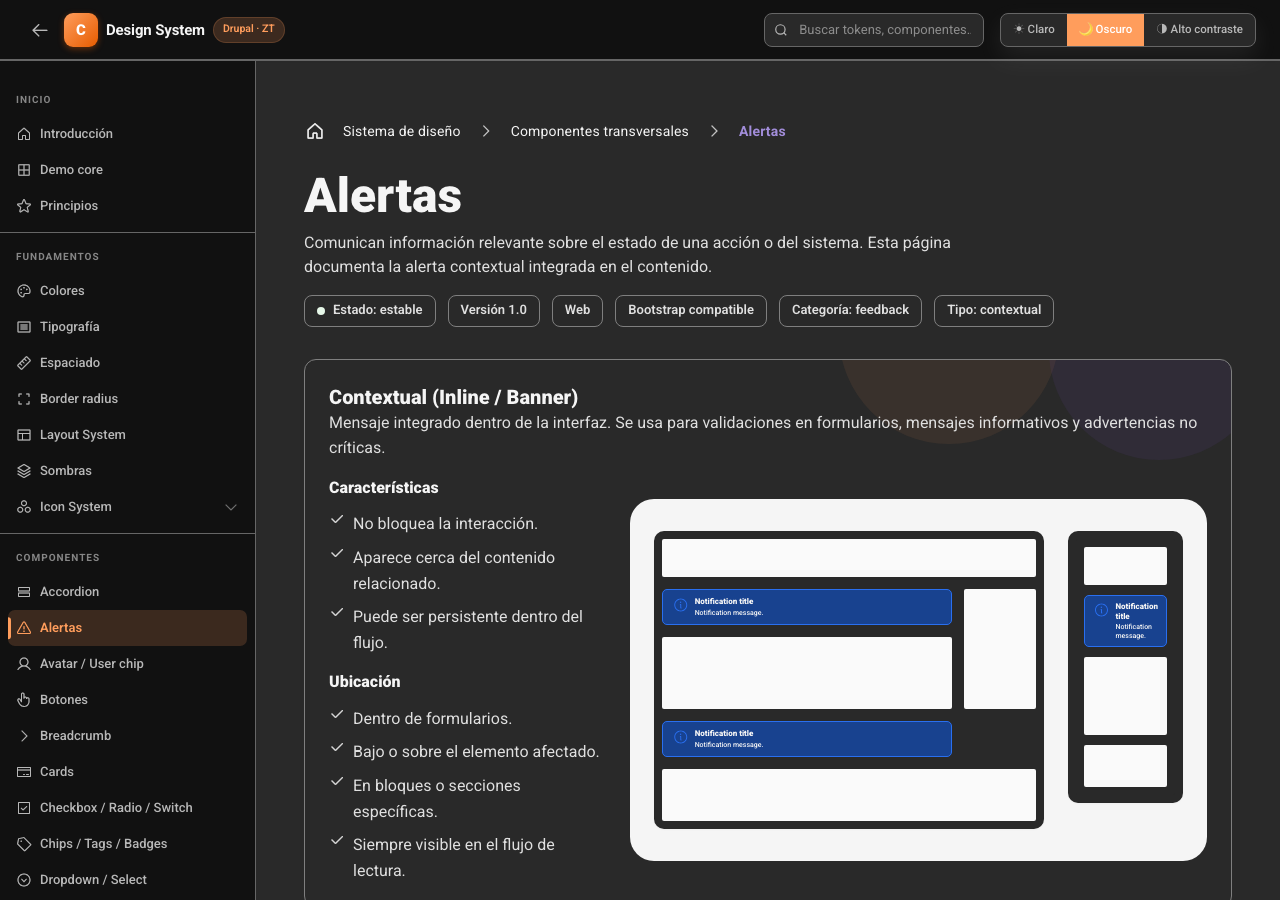 C Design System Drupal · ZT
Buscar tokens, componentes..
Claro Oscuro Alto contraste
INICIO
Introducción
Demo core
Principios
FUNDAMENTOS
Colores
Tipografía
Espaciado
Border radius
Layout System
Sombras
Icon System
COMPONENTES
Accordion
Alertas
Avatar / User chip
Botones
Breadcrumb
Cards
Checkbox / Radio / Switch
Chips / Tags / Badges
Dropdown / Select
Sistema de diseño Componentes transversales Alertas
Alertas
Comunican información relevante sobre el estado de una acción o del sistema. Esta página
documenta la alerta contextual integrada en el contenido.
Estado: estable Versión 1.0 Web Bootstrap compatible Categoría: feedback Tipo: contextual
Contextual (Inline / Banner)
Mensaje integrado dentro de la interfaz. Se usa para validaciones en formularios, mensajes informativos y advertencias no
críticas.
Características
No bloquea la interacción.
Aparece cerca del contenido
relacionado.
Puede ser persistente dentro del
flujo.
Ubicación
Dentro de formularios.
Bajo o sobre el elemento afectado.
En bloques o secciones
específicas.
Siempre visible en el flujo de
lectura.
Notification title
Notification message.
Notification title
Notification message.
Notification
title
Notification
message.